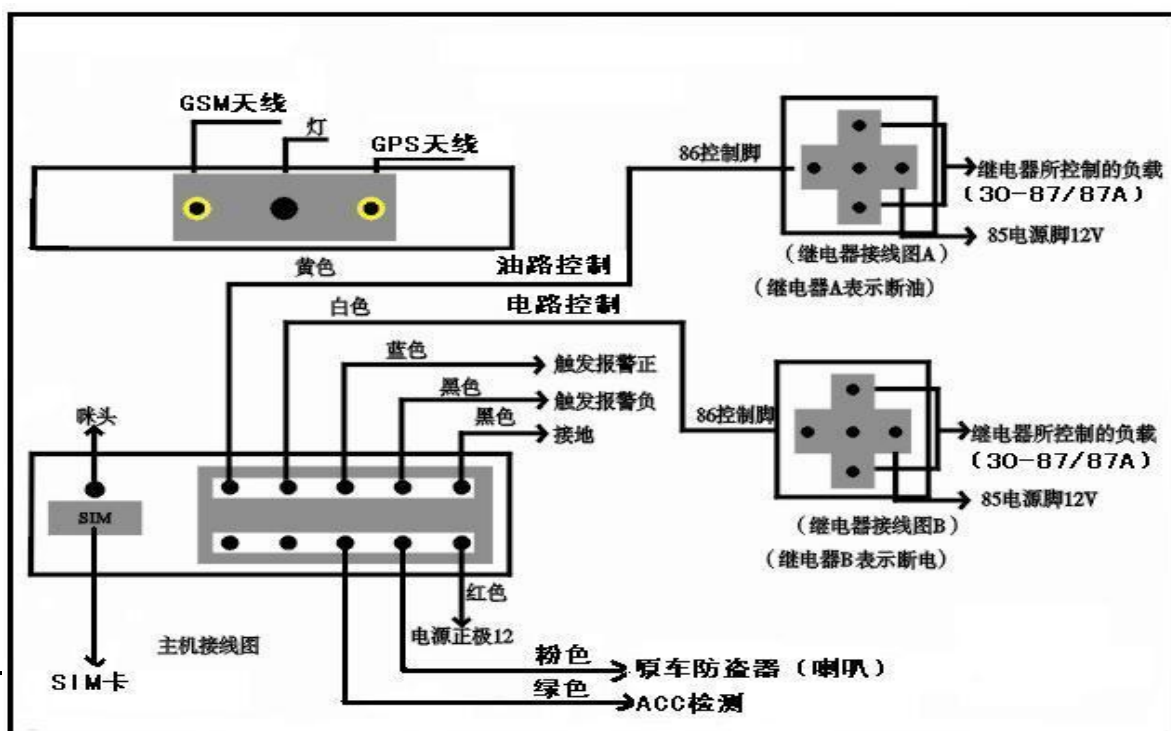 GSM天线
灯
GPS天线
86控制脚
继电器所控制的负载
(30-87/87A)
85电源脚12V
(继电器接线图A)
(继电器A表示断油)
黄色
油路控制
白色
电路控制
蓝色
触发报警正
黑色
触发报警负
黑色
接地
咪头
86控制脚
继电器所控制的负载
(30-87/87A)
85电源脚12V
(继电器接线图B)
(继电器B表示断电)
SIM
红色
电源正极12
主机接线图
粉色
原车防盗器(喇叭)
SIM卡
绿色
ACC检测